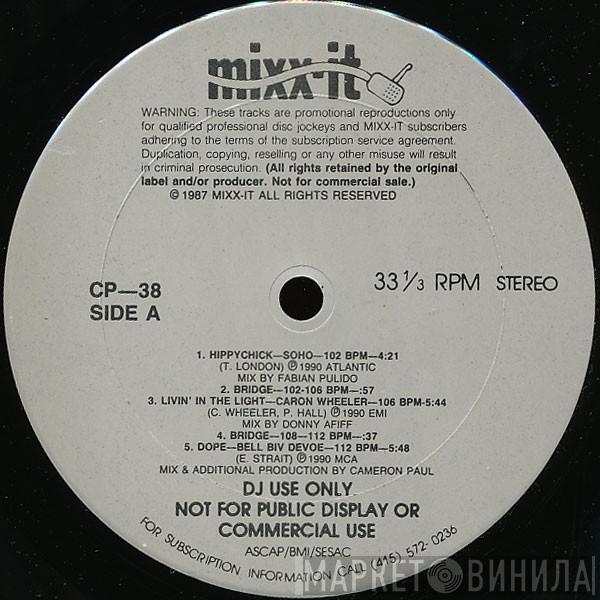 mixx-it
WARNING: These tracks are promotional reproductions only
for qualified professional disc jockeys and MIXX-IT subscribers
adhering to the terms of the subscription service agreement.
Duplication, copying, reselling or any other misuse will result
in criminal prosecution. (All rights retained by the original
label and/or producer. Not for commercial sale.)
© 1987 MIXX-IT ALL RIGHTS RESERVED
CP—38
SIDE A
33 1/3 RPM STEREO
1. HIPPYCHICK—SOHO—102 BPM—4:21
(T. LONDON) ℗ 1990 ATLANTIC
MIX BY FABIAN PULIDO
2. BRIDGE—102-106 BPM—:57
3. LIVIN' IN THE LIGHT—CARON WHEELER—106 BPM-5:44
(C. WHEELER, P. HALL) ℗ 1990 EMI
MIX BY DONNY AFIFF
4. BRIDGE—108—112 BPM—:37
5. DOPE—BELL BIV DEVOE—112 BPM—5:48
(E. STRAIT) ℗ 1990 MCA
MIX & ADDITIONAL PRODUCTION BY CAMERON PAUL
DJ USE ONLY
NOT FOR PUBLIC DISPLAY OR
COMMERCIAL USE
ASCAP/BMI/SESAC
FOR SUBSCRIPTION INFORMATION CALL (415) 572-0236
МАРКЕТ ВИНИЛА